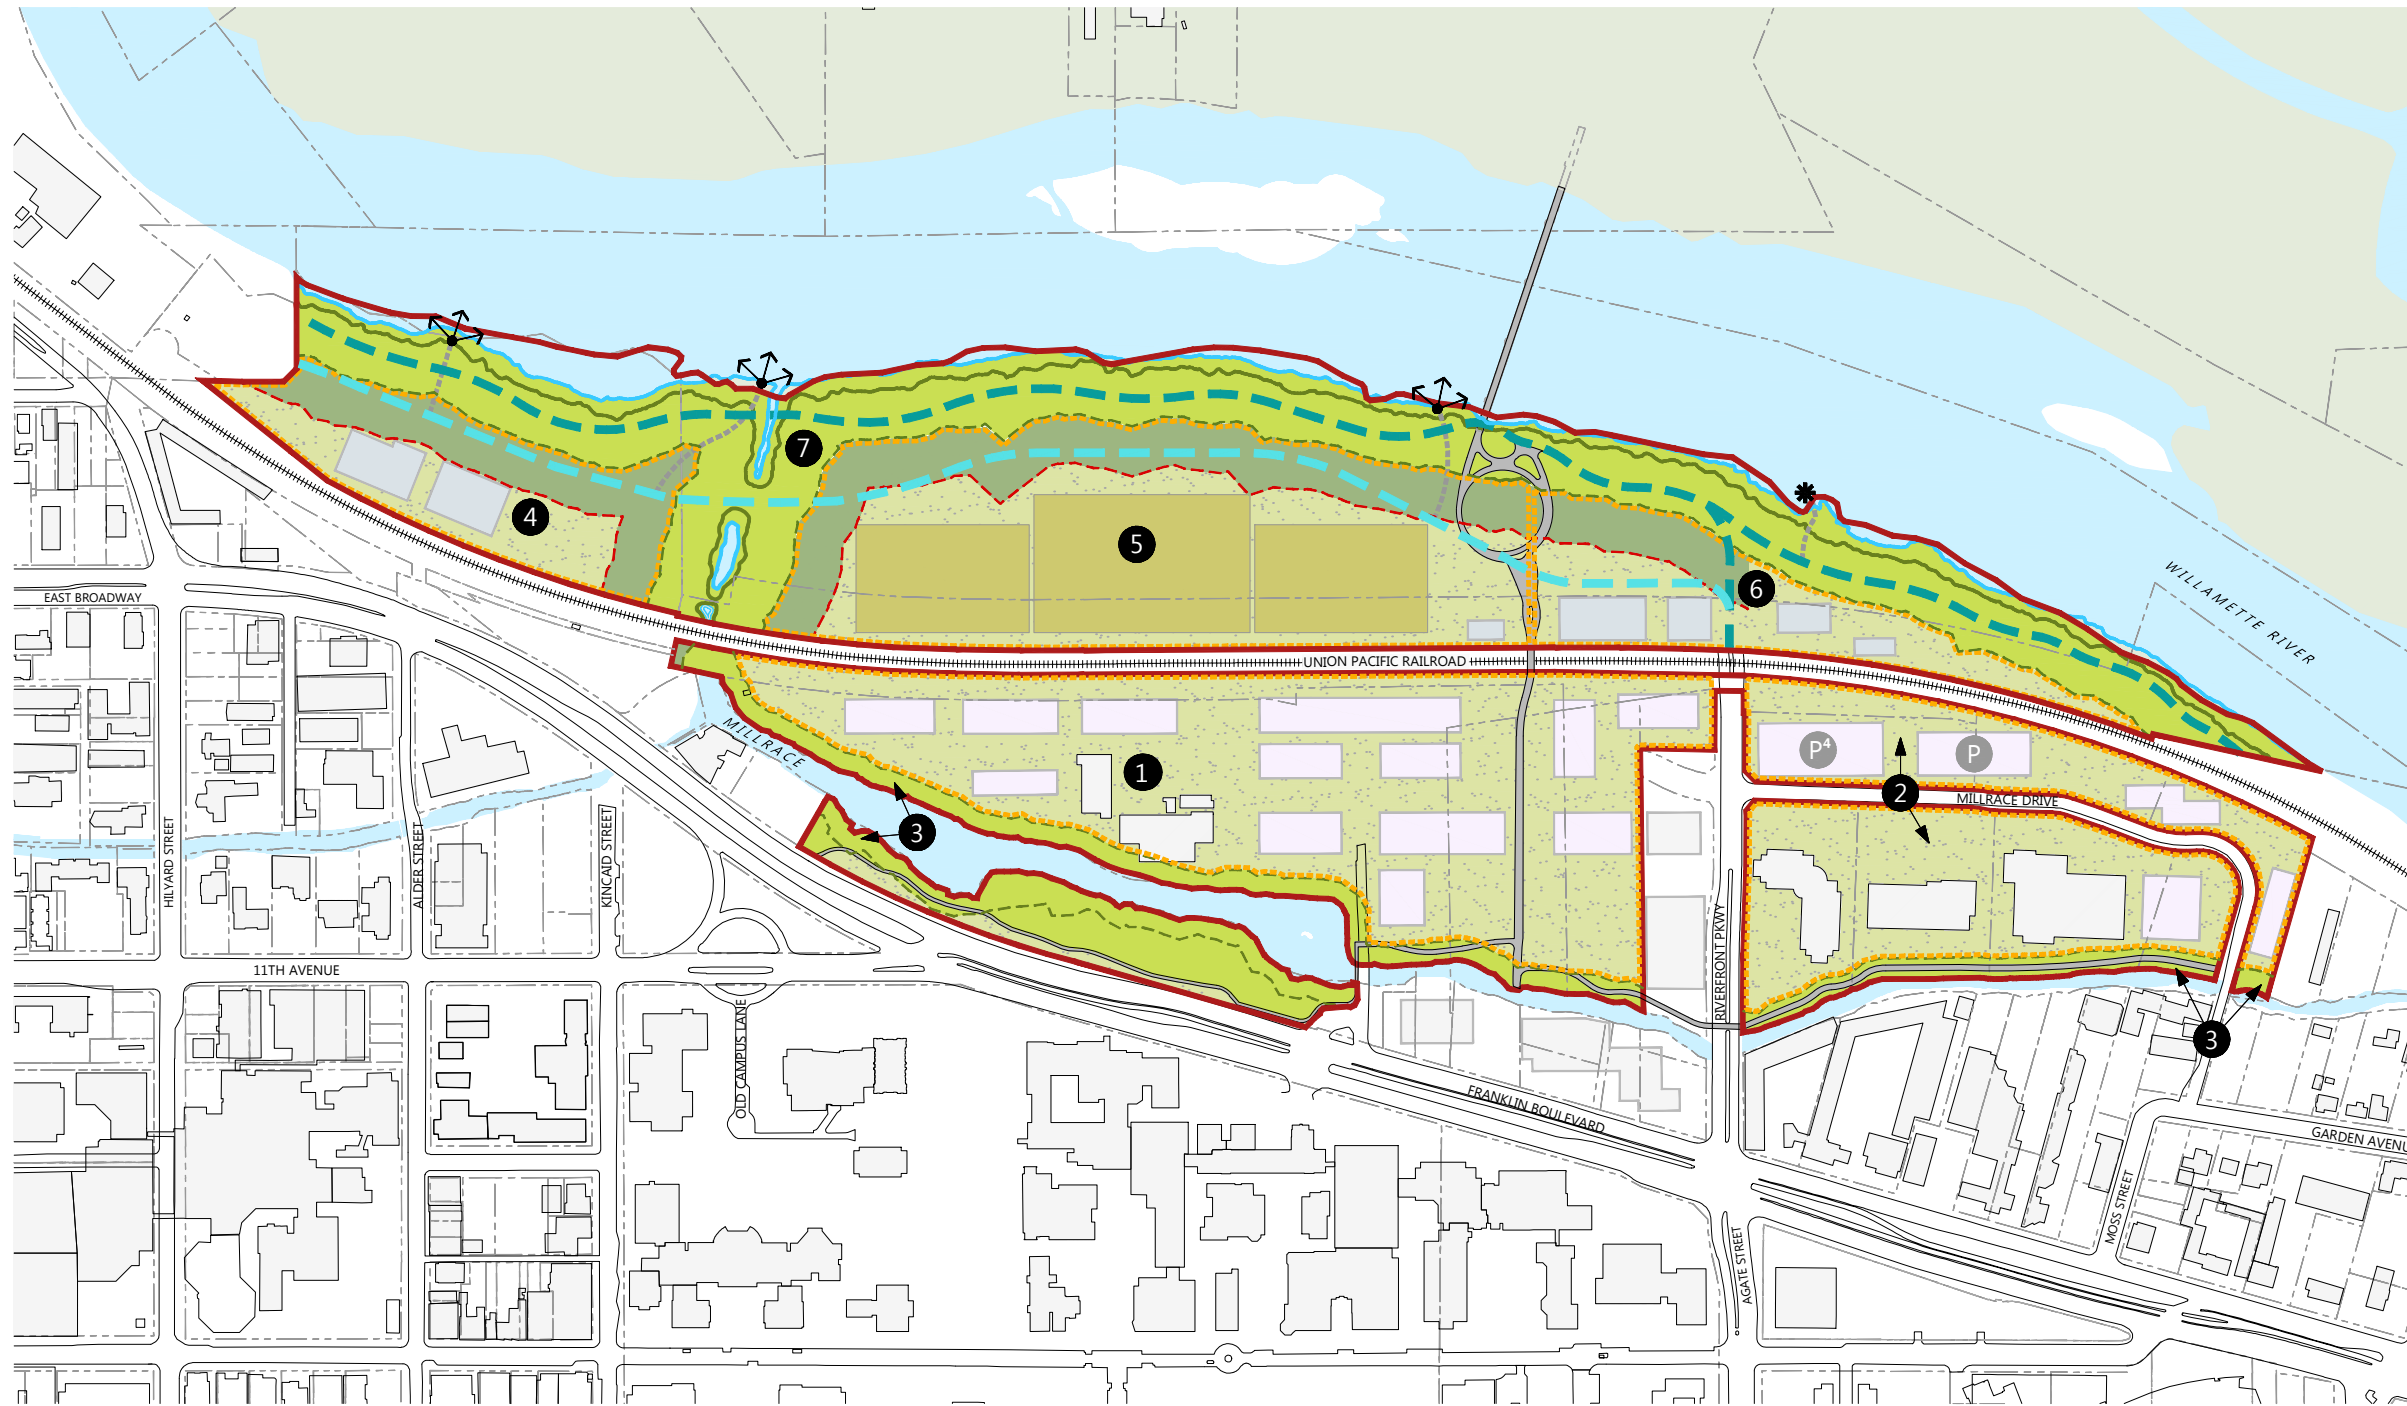 7
4
5
6
WILLAMETTE RIVER
EAST BROADWAY
UNION PACIFIC RAILROAD
MILLRACE
1
P4
P
2
MILLRACE DRIVE
3
HILYARD STREET
ALDER STREET
KINCAID STREET
RIVERFRONT PKWY
11TH AVENUE
OLD CAMPUS LANE
3
FRANKLIN BOULEVARD
GARDEN AVENU
MOSS STREET
AGATE STREET